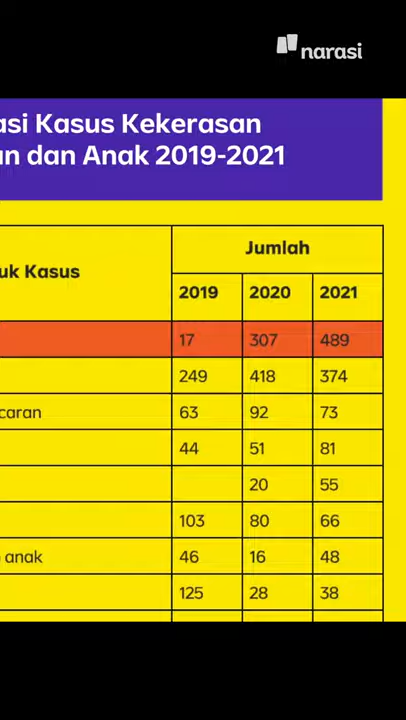 narasi
asi Kasus Kekerasan
an dan Anak 2019-2021
uk Kasus
Jumlah
2019 2020 2021
17 307 489
249 418 374
caran 63 92 73
44 51 81
20 55
103 80 66
anak 46 16 48
125 28 38